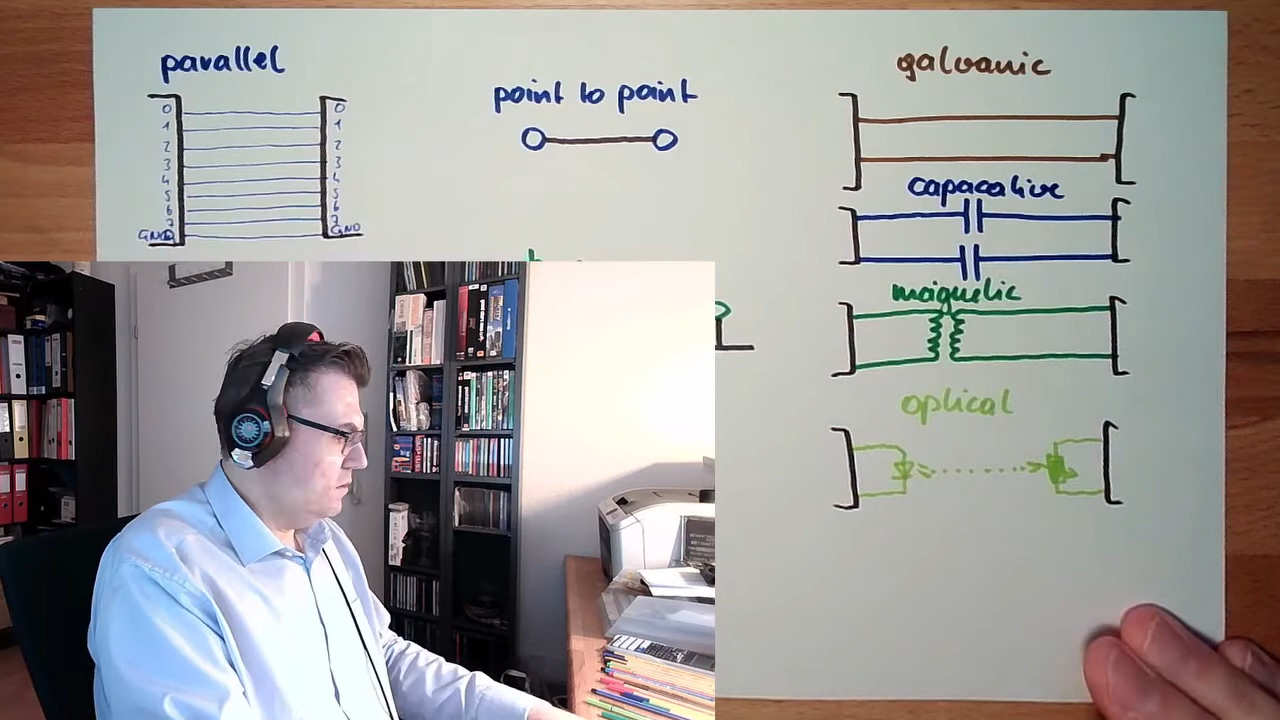 parallel
0 0
1 1
2 2
3 3
4 4
5 5
6 6
7 7
GND GND
point to point
galvanic
capacative
magnetic
optical